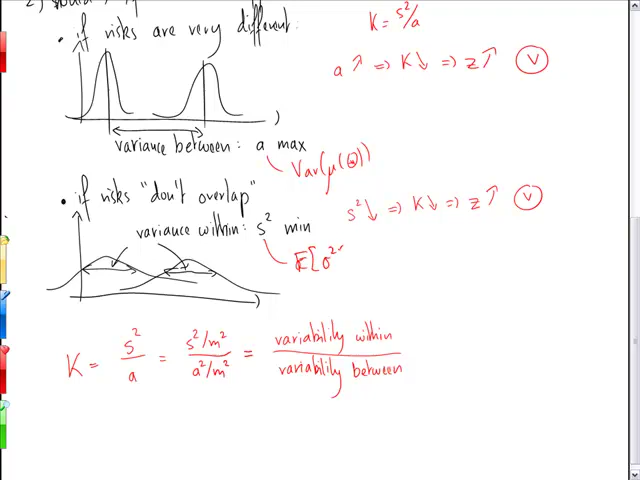 • if risks are very different:
K = s²/a
a ↑ ⇒ K↓ ⇒ z↑ (V)
variance between: a max
Var(μ(Θ))
• if risks "don't overlap"
s²↓ ⇒ K↓ ⇒ z↑ (V)
variance within: s² min
E[σ²
K = s²/a = (s²/m²)/(a²/m²) = variability within / variability between